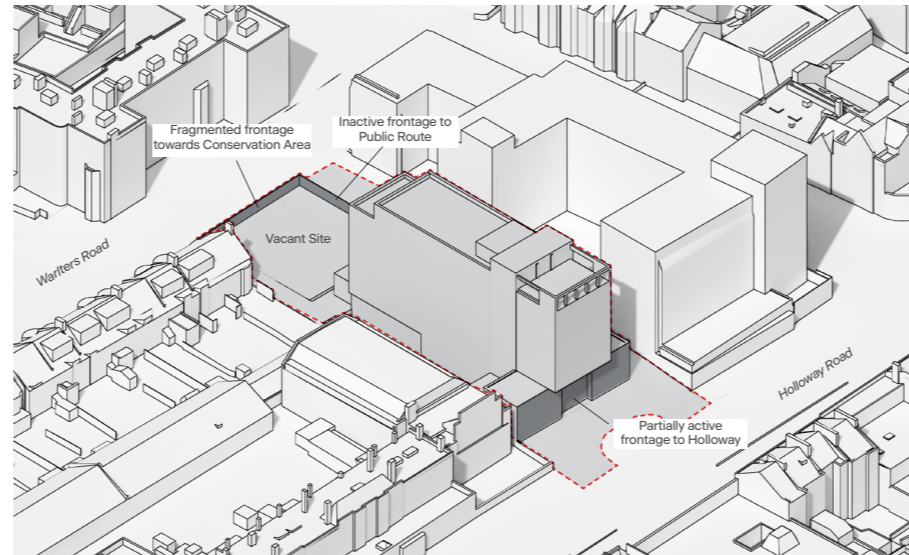 Fragmented frontage
towards Conservation Area
Inactive frontage to
Public Route
Vacant Site
Warlters Road
Holloway Road
Partially active
frontage to Holloway